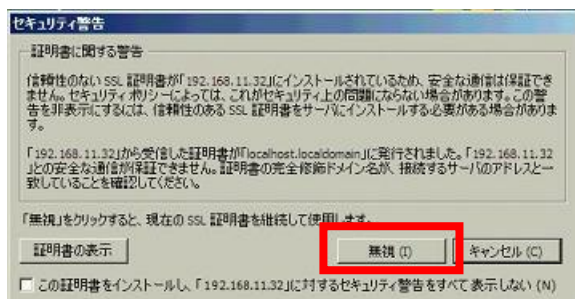 セキュリティ警告
証明書に関する警告
信頼性のない SSL 証明書が「192.168.11.32」にインストールされているため、安全な通信は保証でき
ません。セキュリティ ポリシーによっては、これがセキュリティ上の問題にならない場合があります。この警
告を非表示にするには、信頼性のある SSL 証明書をサーバにインストールする必要がある場合がありま
す。
「192.168.11.32」から受信した証明書が「localhost.localdomain」に発行されました。「192.168.11.32
」との安全な通信が保証できません。証明書の完全修飾ドメイン名が、接続するサーバのアドレスと一
致していることを確認してください。
「無視」をクリックすると、現在の SSL 証明書を継続して使用します。
証明書の表示
無視 (I)
キャンセル (C)
この証明書をインストールし、「192.168.11.32」に対するセキュリティ警告をすべて表示しない (N)